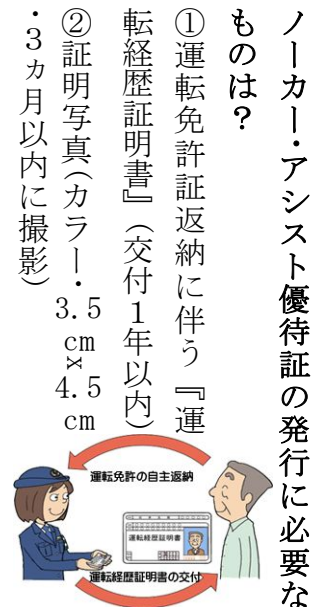 ノーカー・アシスト優待証の発行に必要な
ものは？
①運転免許証返納に伴う『運
転経歴証明書』（交付１年以内）
②証明写真（カラー・3.5cm×4.5cm
・３ヵ月以内に撮影）
運転免許の自主返納
運転経歴証明書
運転経歴証明書の交付